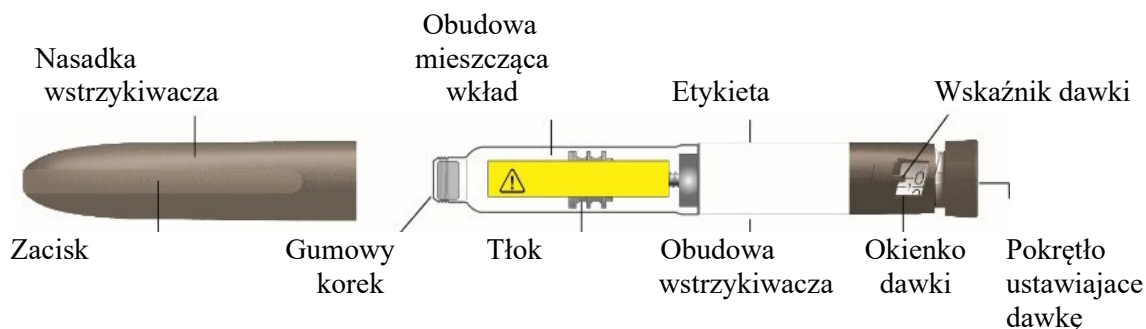 Nasadka
wstrzykiwacza
Obudowa
mieszcząca
wkład
Etykieta
Wskaźnik dawki
Zacisk
Gumowy
korek
Tłok
Obudowa
wstrzykiwacza
Okienko
dawki
Pokrętło
ustawiajace
dawkę